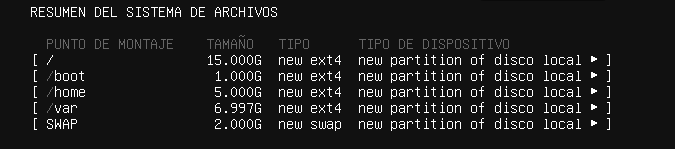 RESUMEN DEL SISTEMA DE ARCHIVOS
PUNTO DE MONTAJE TAMAÑO TIPO TIPO DE DISPOSITIVO
[ / 15.000G new ext4 new partition of disco local ▸ ]
[ /boot 1.000G new ext4 new partition of disco local ▸ ]
[ /home 5.000G new ext4 new partition of disco local ▸ ]
[ /var 6.997G new ext4 new partition of disco local ▸ ]
[ SWAP 2.000G new swap new partition of disco local ▸ ]